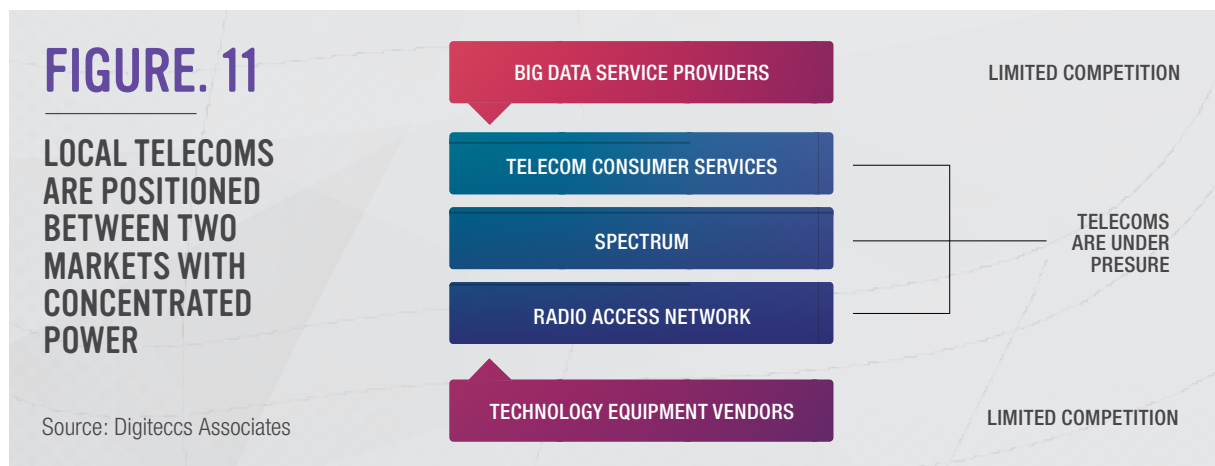 FIGURE. 11
LOCAL TELECOMS
ARE POSITIONED
BETWEEN TWO
MARKETS WITH
CONCENTRATED
POWER
Source: Digiteccs Associates
BIG DATA SERVICE PROVIDERS
LIMITED COMPETITION
TELECOM CONSUMER SERVICES
SPECTRUM
RADIO ACCESS NETWORK
TELECOMS
ARE UNDER
PRESURE
TECHNOLOGY EQUIPMENT VENDORS
LIMITED COMPETITION